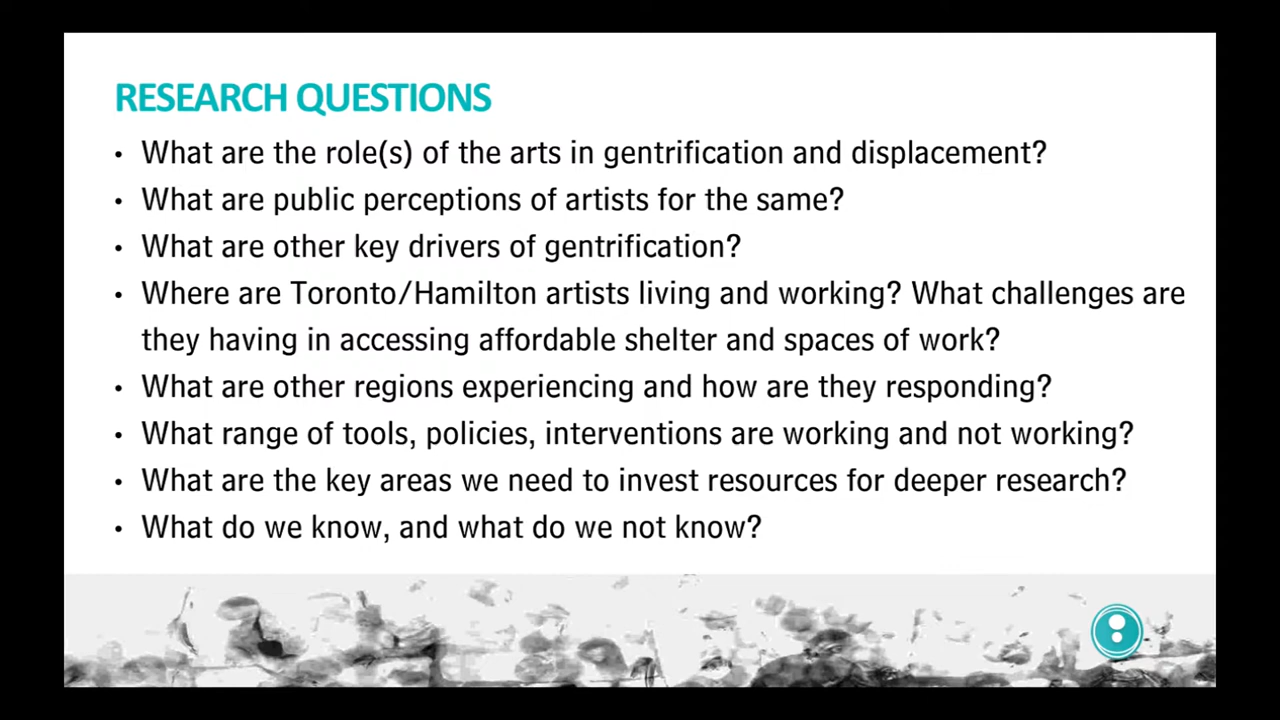 RESEARCH QUESTIONS
• What are the role(s) of the arts in gentrification and displacement?
• What are public perceptions of artists for the same?
• What are other key drivers of gentrification?
• Where are Toronto/Hamilton artists living and working? What challenges are
they having in accessing affordable shelter and spaces of work?
• What are other regions experiencing and how are they responding?
• What range of tools, policies, interventions are working and not working?
• What are the key areas we need to invest resources for deeper research?
• What do we know, and what do we not know?